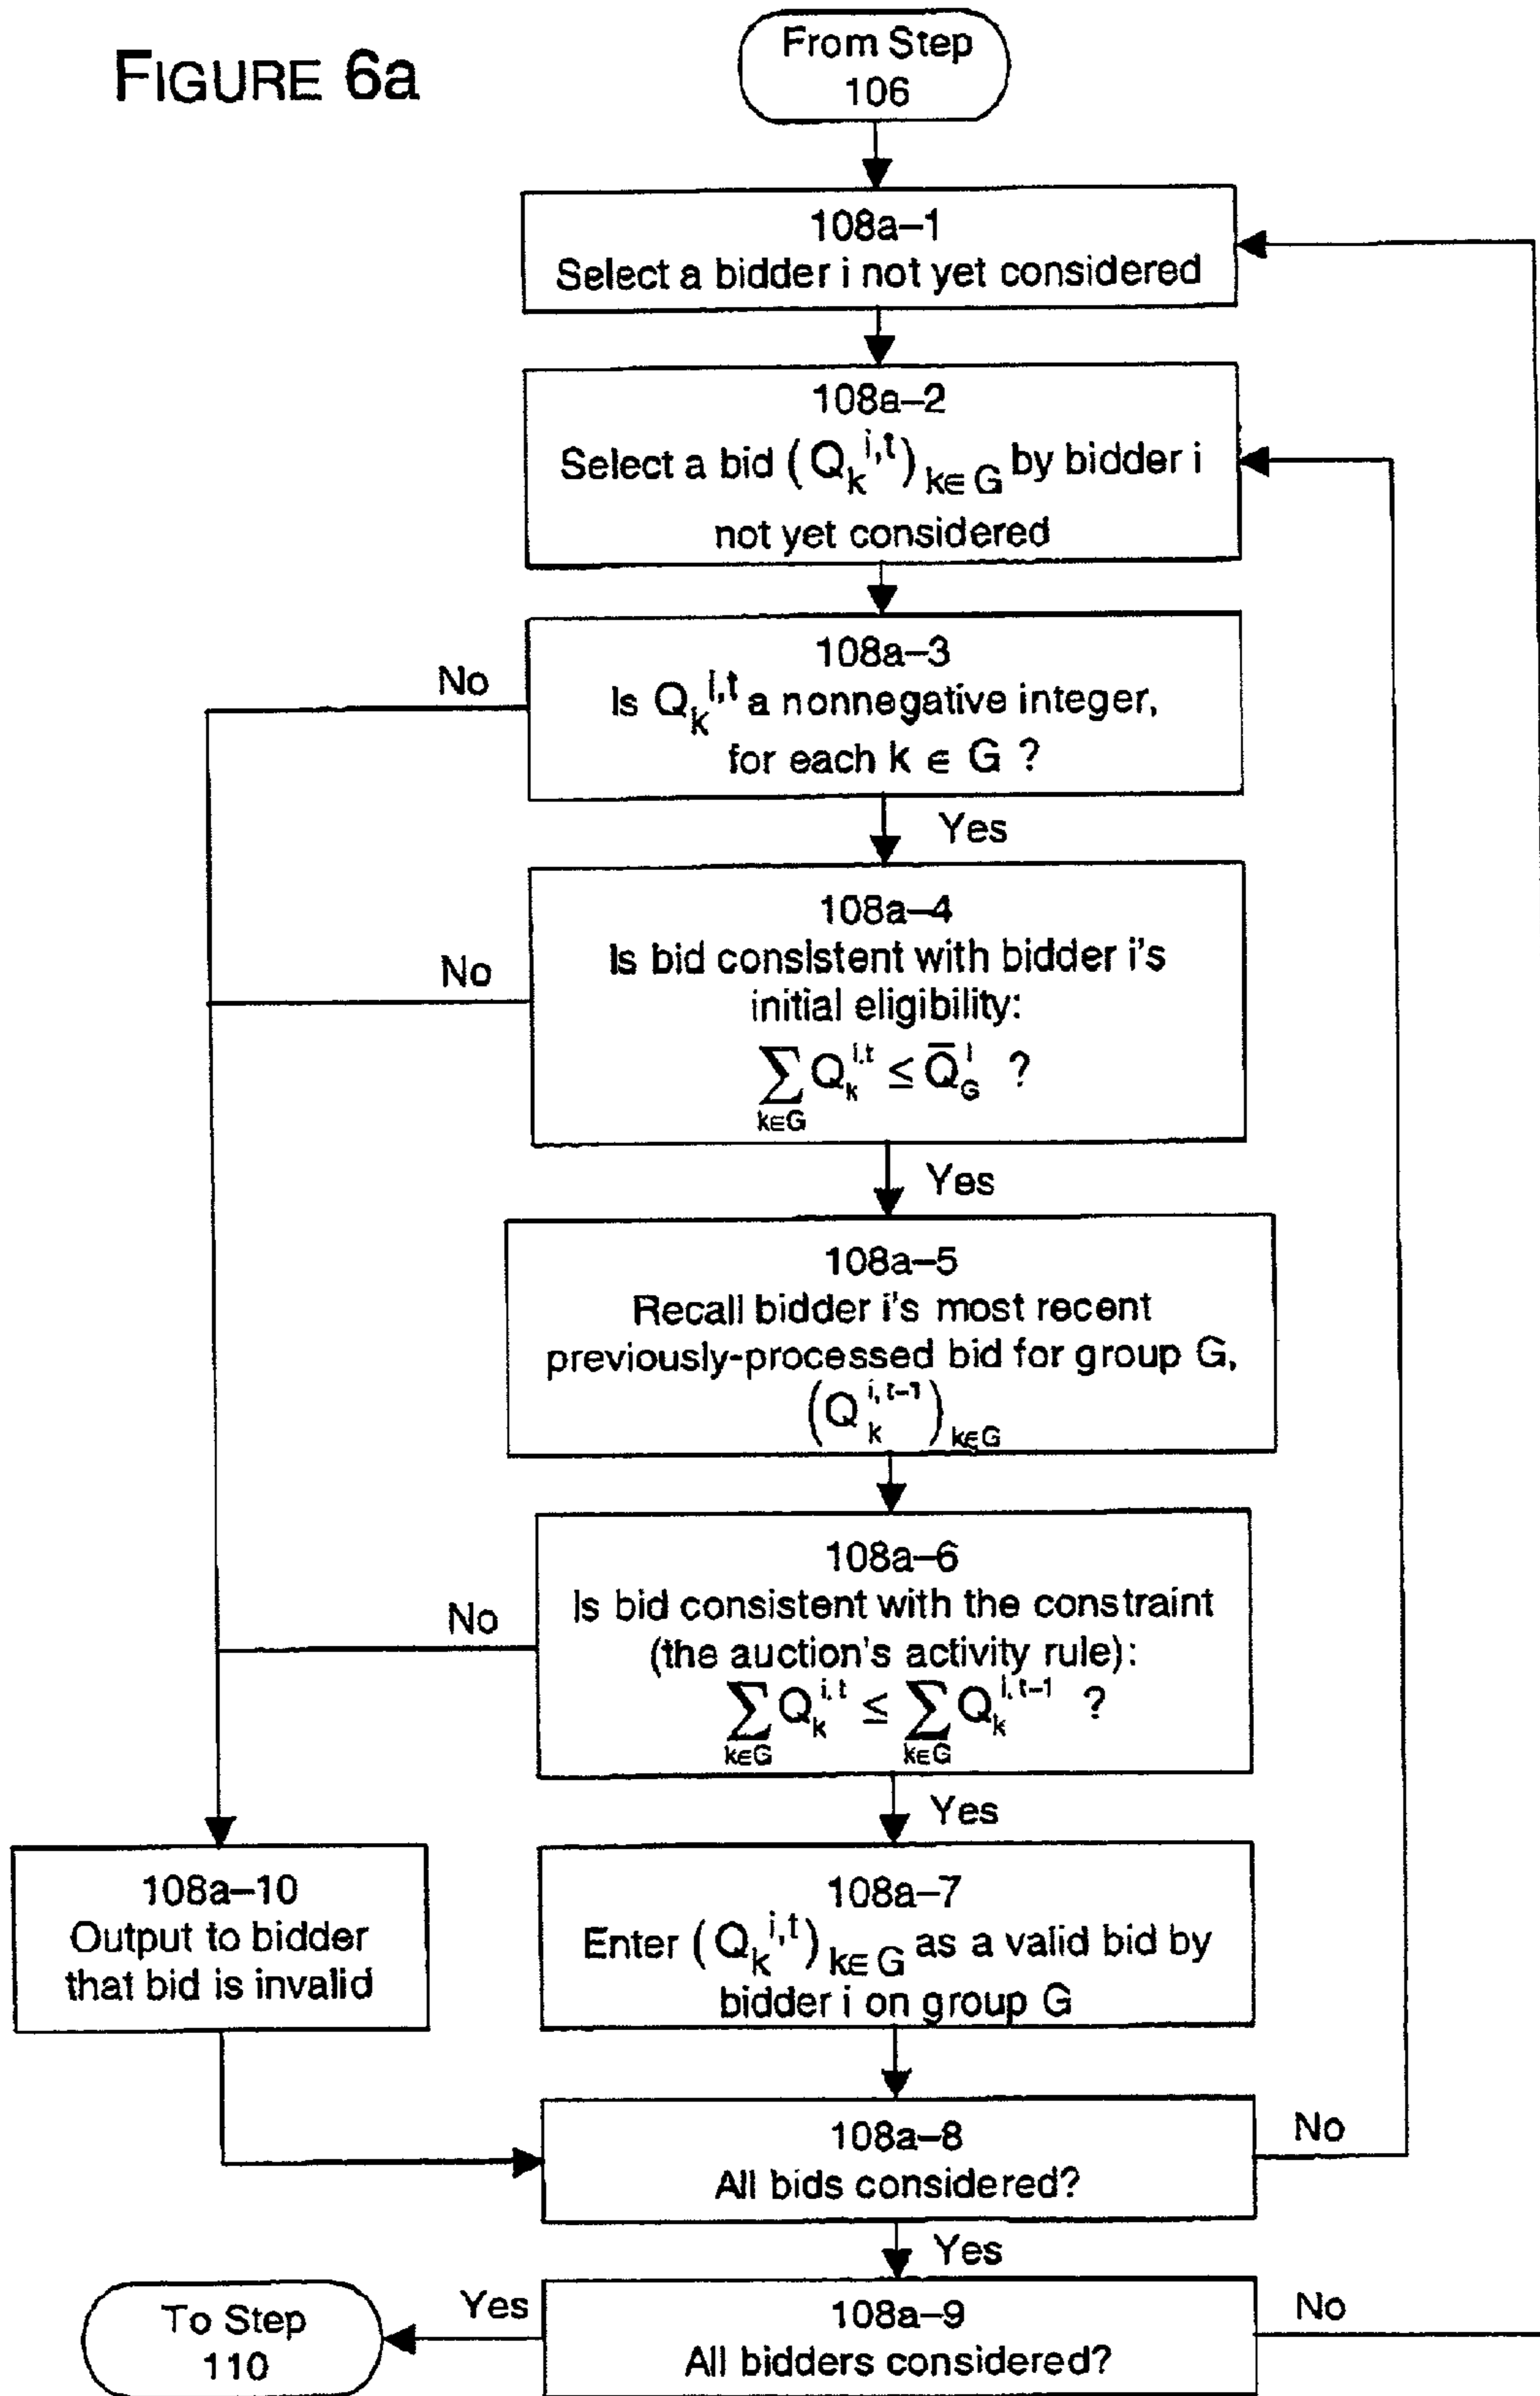 FIGURE 6a
From Step
106
108a–1
Select a bidder i not yet considered
108a–2
Select a bid (Q_k^{i,t})_{k∈G} by bidder i
not yet considered
108a–3
Is Q_k^{i,t} a nonnegative integer,
for each k ∈ G ?
No
Yes
108a–4
Is bid consistent with bidder i's
initial eligibility:
∑_{k∈G} Q_k^{i,t} ≤ Q̄_G^i ?
No
Yes
108a–5
Recall bidder i's most recent
previously-processed bid for group G,
(Q_k^{i,t–1})_{k∈G}
108a–6
Is bid consistent with the constraint
(the auction's activity rule):
∑_{k∈G} Q_k^{i,t} ≤ ∑_{k∈G} Q_k^{i,t–1} ?
No
Yes
108a–10
Output to bidder
that bid is invalid
108a–7
Enter (Q_k^{i,t})_{k∈G} as a valid bid by
bidder i on group G
108a–8
All bids considered?
No
Yes
108a–9
All bidders considered?
Yes
No
To Step
110